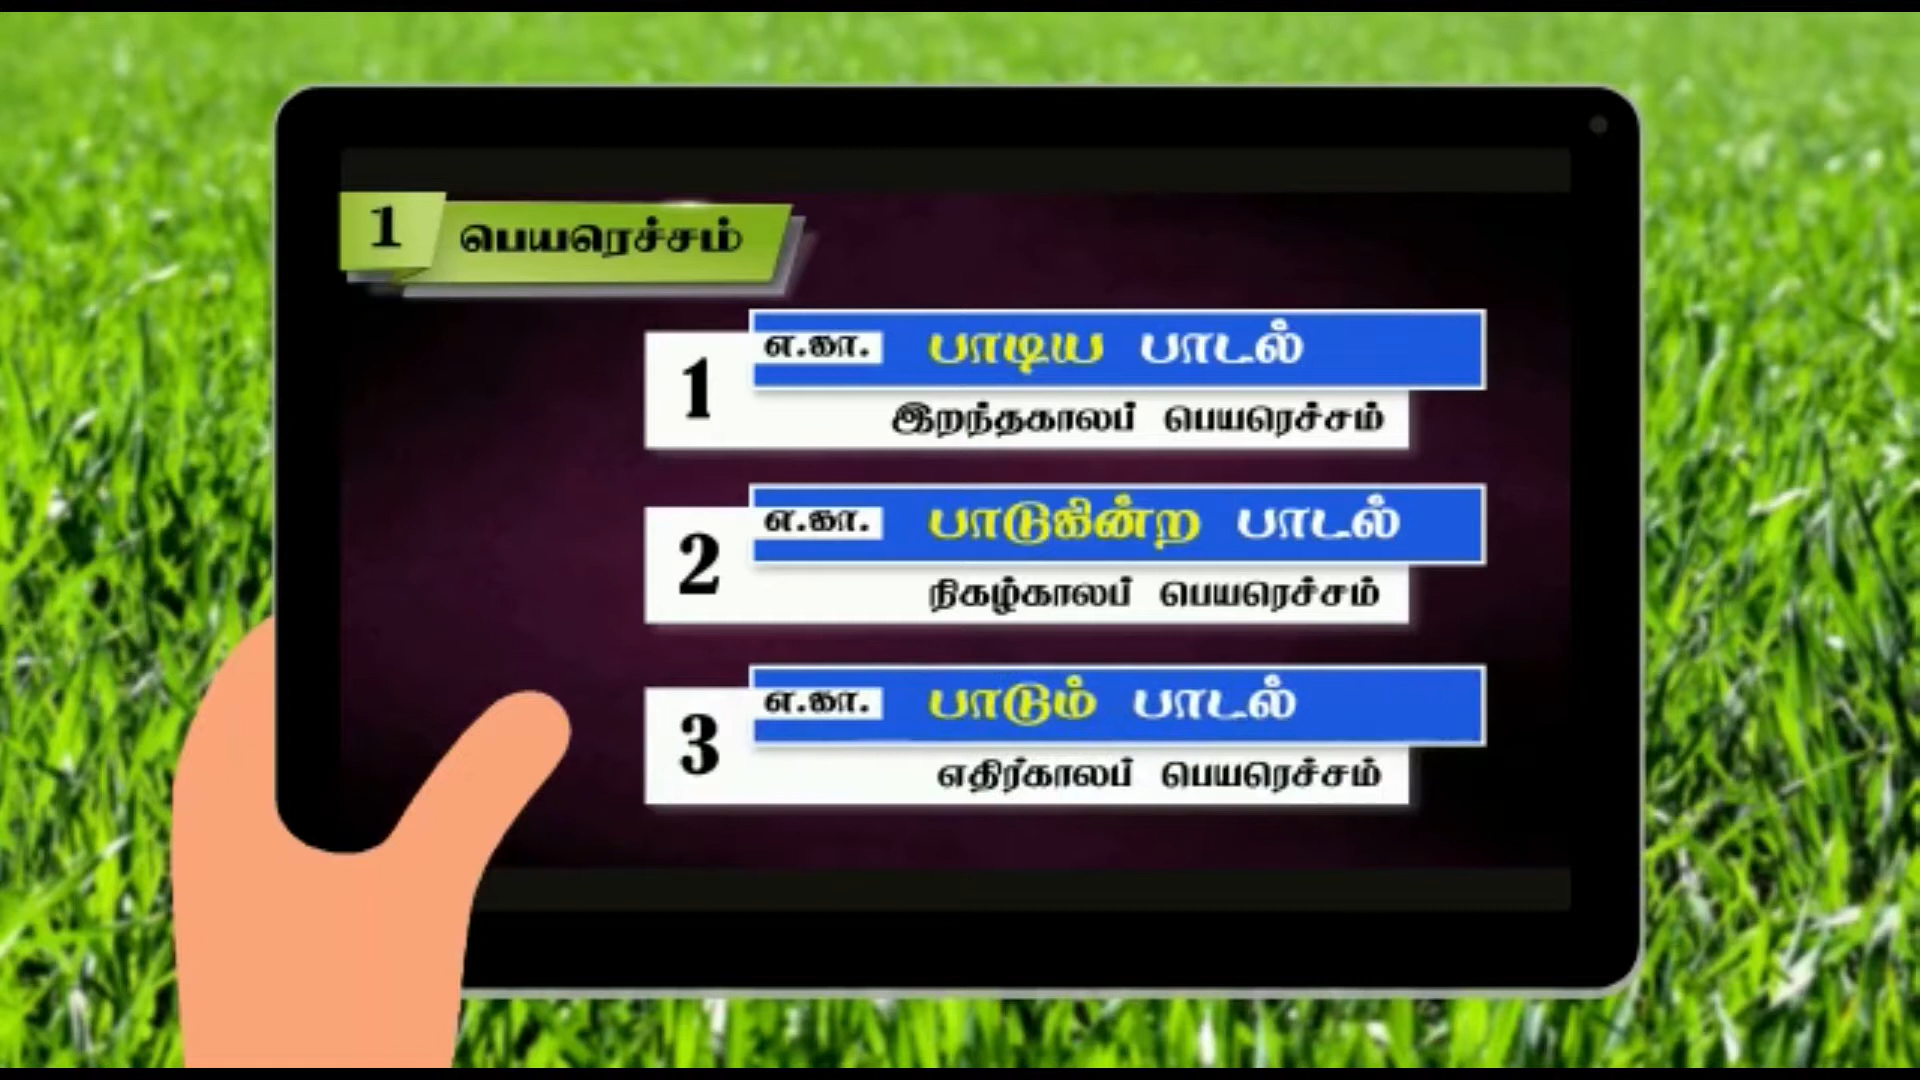 1 பெயரெச்சம்
1 எ.கா. பாடிய பாடல்
இறந்தகாலப் பெயரெச்சம்
2 எ.கா. பாடுகின்ற பாடல்
நிகழ்காலப் பெயரெச்சம்
3 எ.கா. பாடும் பாடல்
எதிர்காலப் பெயரெச்சம்